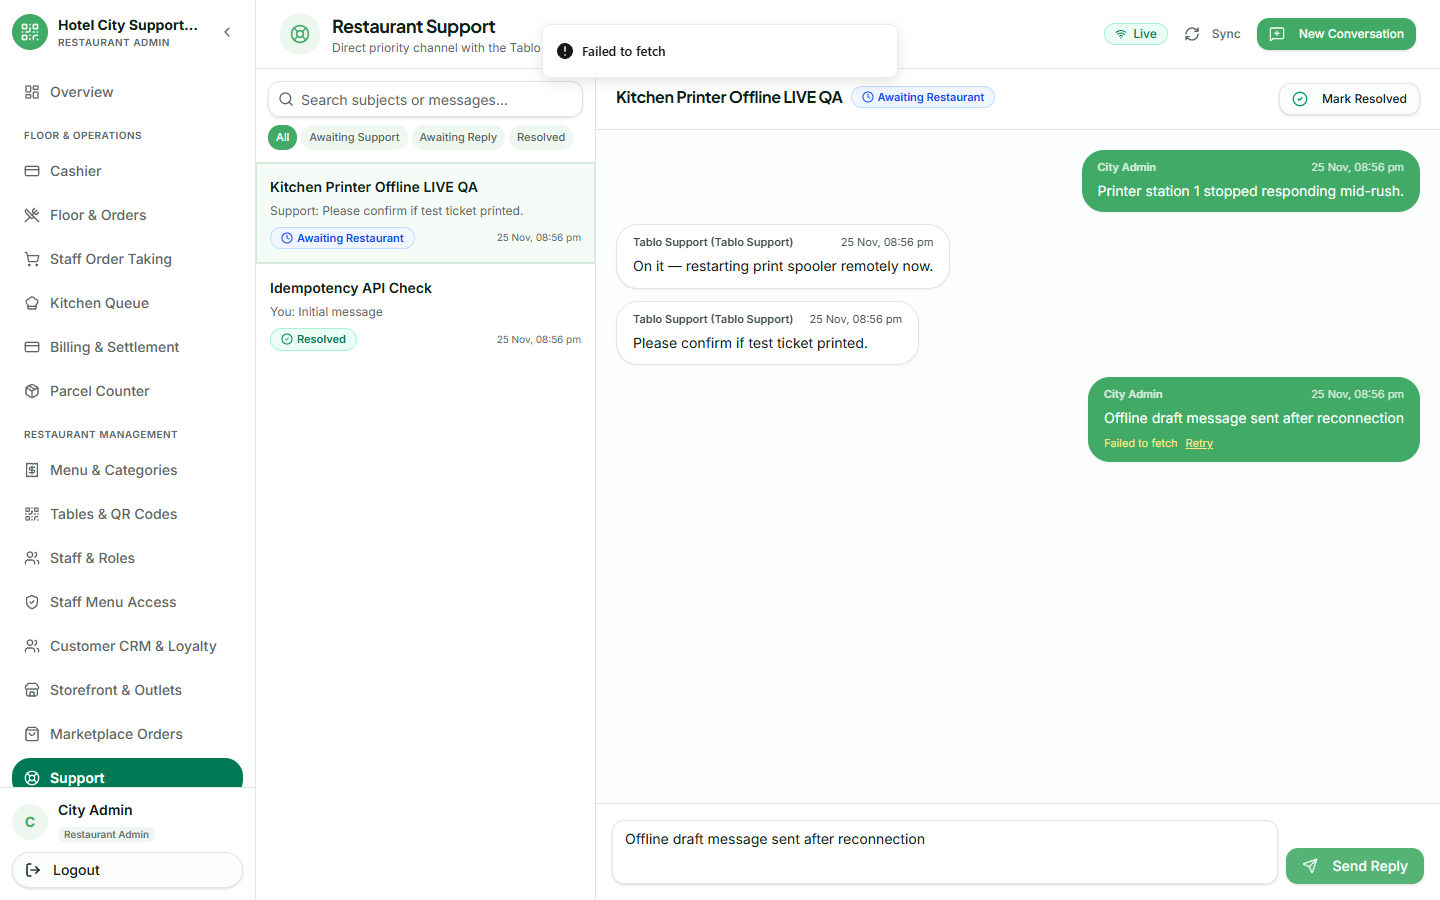 Hotel City Support...
RESTAURANT ADMIN
Overview
FLOOR & OPERATIONS
Cashier
Floor & Orders
Staff Order Taking
Kitchen Queue
Billing & Settlement
Parcel Counter
RESTAURANT MANAGEMENT
Menu & Categories
Tables & QR Codes
Staff & Roles
Staff Menu Access
Customer CRM & Loyalty
Storefront & Outlets
Marketplace Orders
Support
C
City Admin
Restaurant Admin
Logout
Restaurant Support
Direct priority channel with the Tablo
Failed to fetch
Live
Sync
New Conversation
Search subjects or messages...
All
Awaiting Support
Awaiting Reply
Resolved
Kitchen Printer Offline LIVE QA
Support: Please confirm if test ticket printed.
Awaiting Restaurant
25 Nov, 08:56 pm
Idempotency API Check
You: Initial message
Resolved
25 Nov, 08:56 pm
Kitchen Printer Offline LIVE QA
Awaiting Restaurant
Mark Resolved
City Admin
25 Nov, 08:56 pm
Printer station 1 stopped responding mid-rush.
Tablo Support (Tablo Support)
25 Nov, 08:56 pm
On it — restarting print spooler remotely now.
Tablo Support (Tablo Support)
25 Nov, 08:56 pm
Please confirm if test ticket printed.
City Admin
25 Nov, 08:56 pm
Offline draft message sent after reconnection
Failed to fetch Retry
Offline draft message sent after reconnection
Send Reply